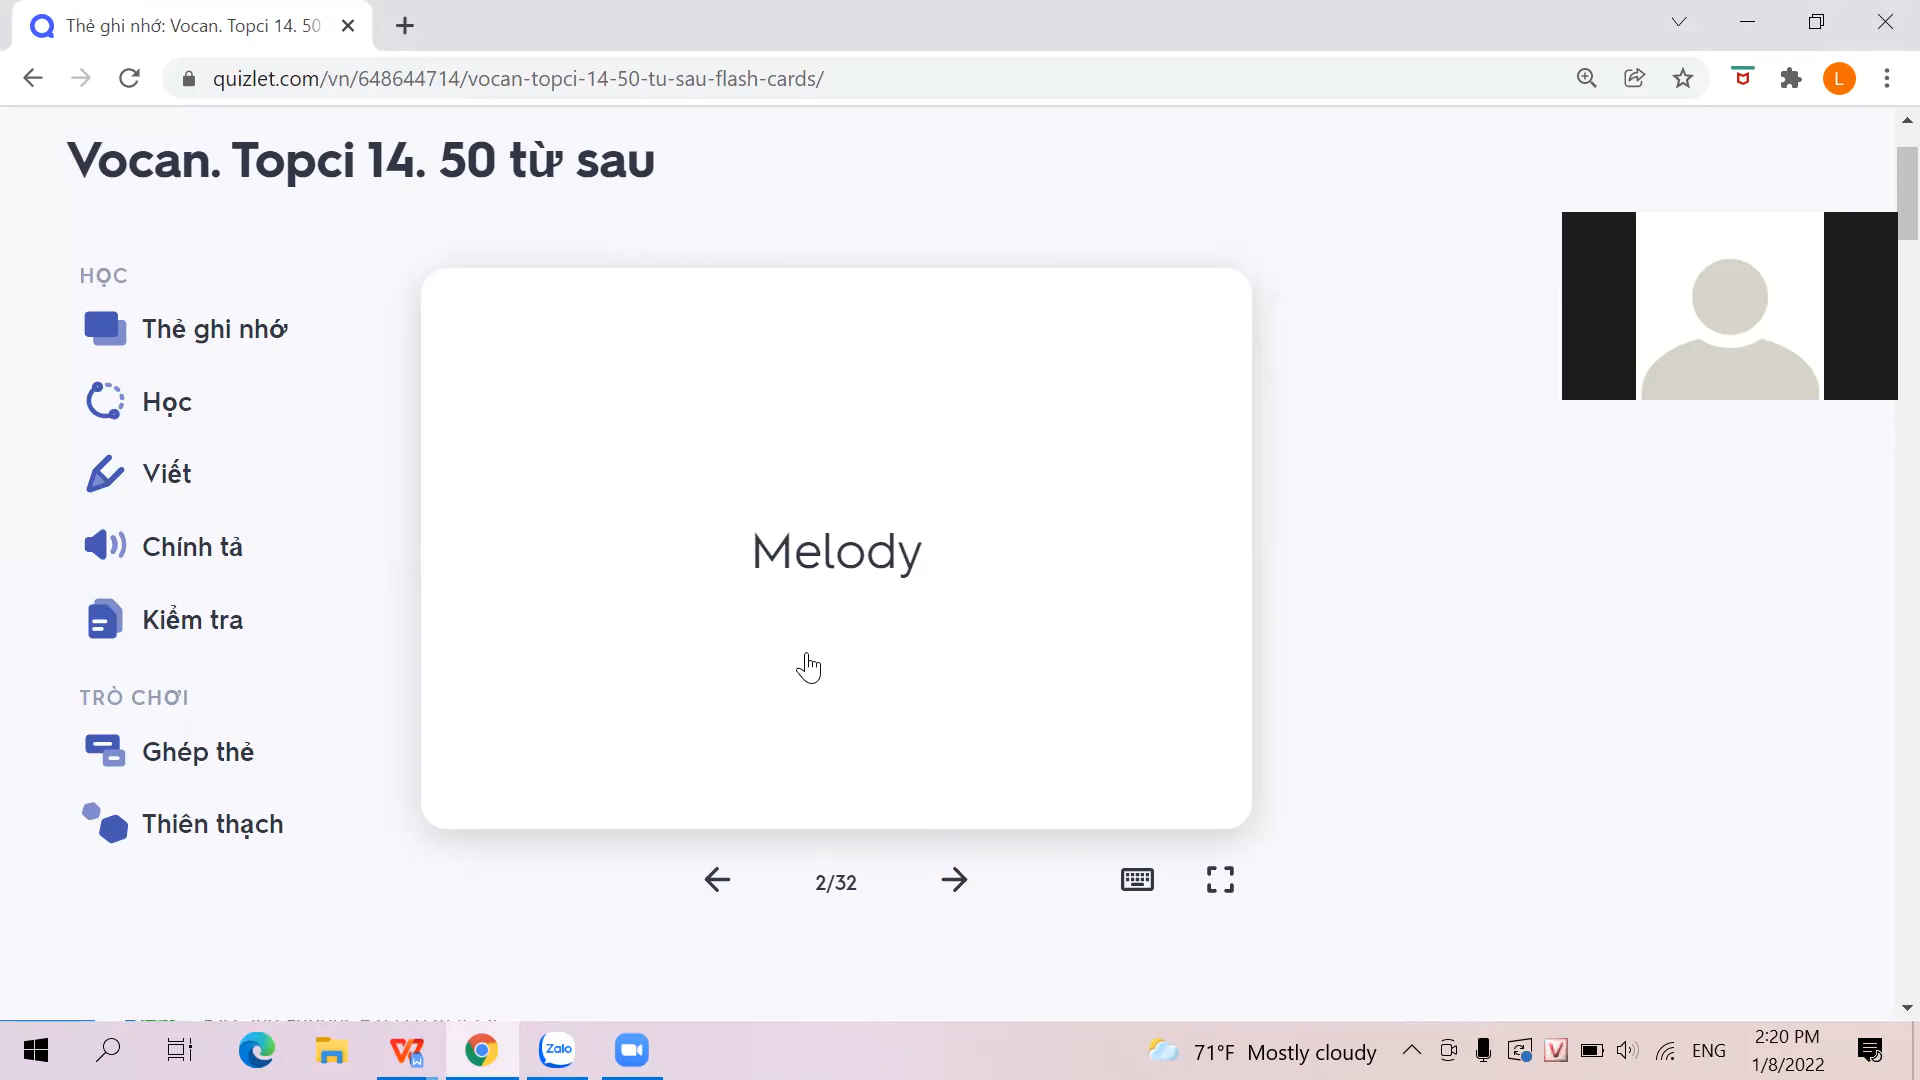 Thẻ ghi nhớ: Vocan. Topci 14. 50
quizlet.com/vn/648644714/vocan-topci-14-50-tu-sau-flash-cards/
L
Vocan. Topci 14. 50 từ sau
HỌC
Thẻ ghi nhớ
Học
Viết
Chính tả
Kiểm tra
TRÒ CHƠI
Ghép thẻ
Thiên thạch
Melody
2/32
Zalo
71°F Mostly cloudy
ENG
2:20 PM
1/8/2022